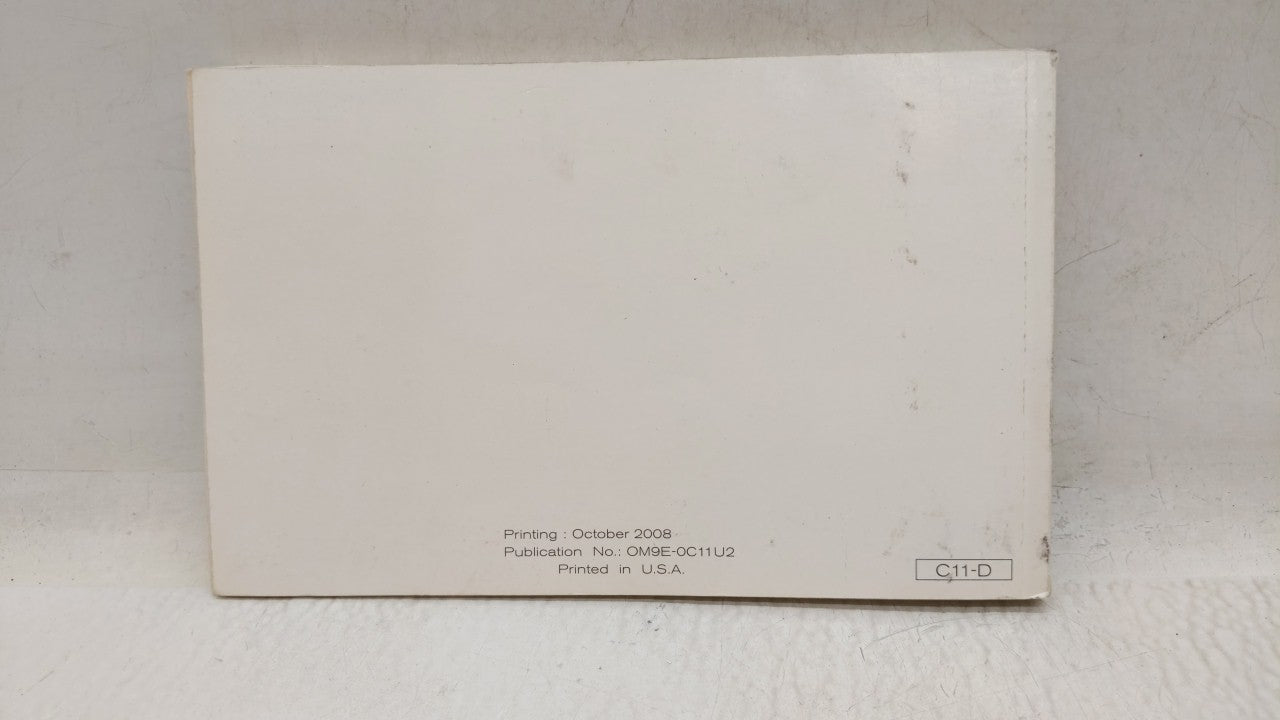 Printing : October 2008
Publication No.: OM9E-0C11U2
Printed in U.S.A.
C11-D